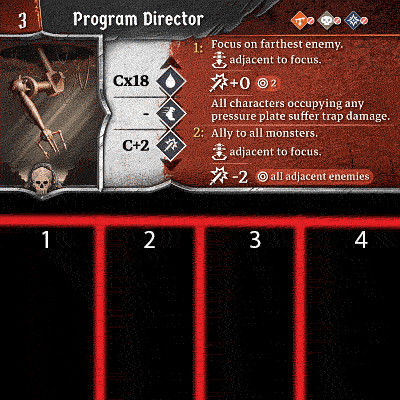 3
Program Director
Cx18
-
C+2
1: Focus on farthest enemy.
adjacent to focus.
+0 2
All characters occupying any
pressure plate suffer trap damage.
2: Ally to all monsters.
adjacent to focus.
-2 all adjacent enemies
1 2 3 4